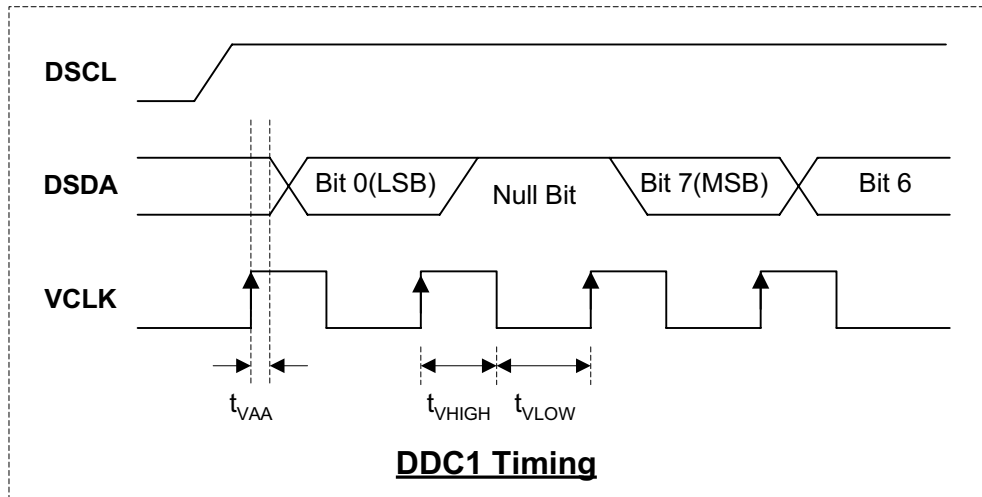 DSCL
DSDA
Bit 0(LSB)
Null Bit
Bit 7(MSB)
Bit 6
VCLK
tVAA
tVHIGH
tVLOW
DDC1 Timing